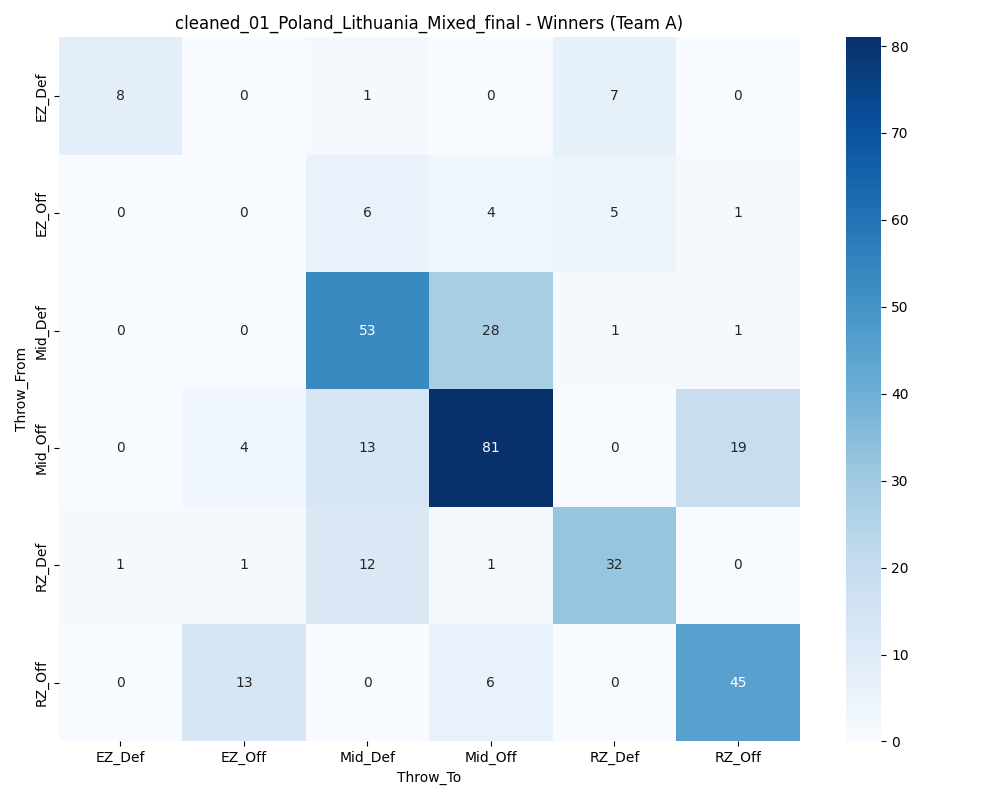 cleaned_01_Poland_Lithuania_Mixed_final - Winners (Team A)
Throw_From
EZ_Def 8 0 1 0 7 0
EZ_Off 0 0 6 4 5 1
Mid_Def 0 0 53 28 1 1
Mid_Off 0 4 13 81 0 19
RZ_Def 1 1 12 1 32 0
RZ_Off 0 13 0 6 0 45
EZ_Def EZ_Off Mid_Def Mid_Off RZ_Def RZ_Off
Throw_To
80
70
60
50
40
30
20
10
0